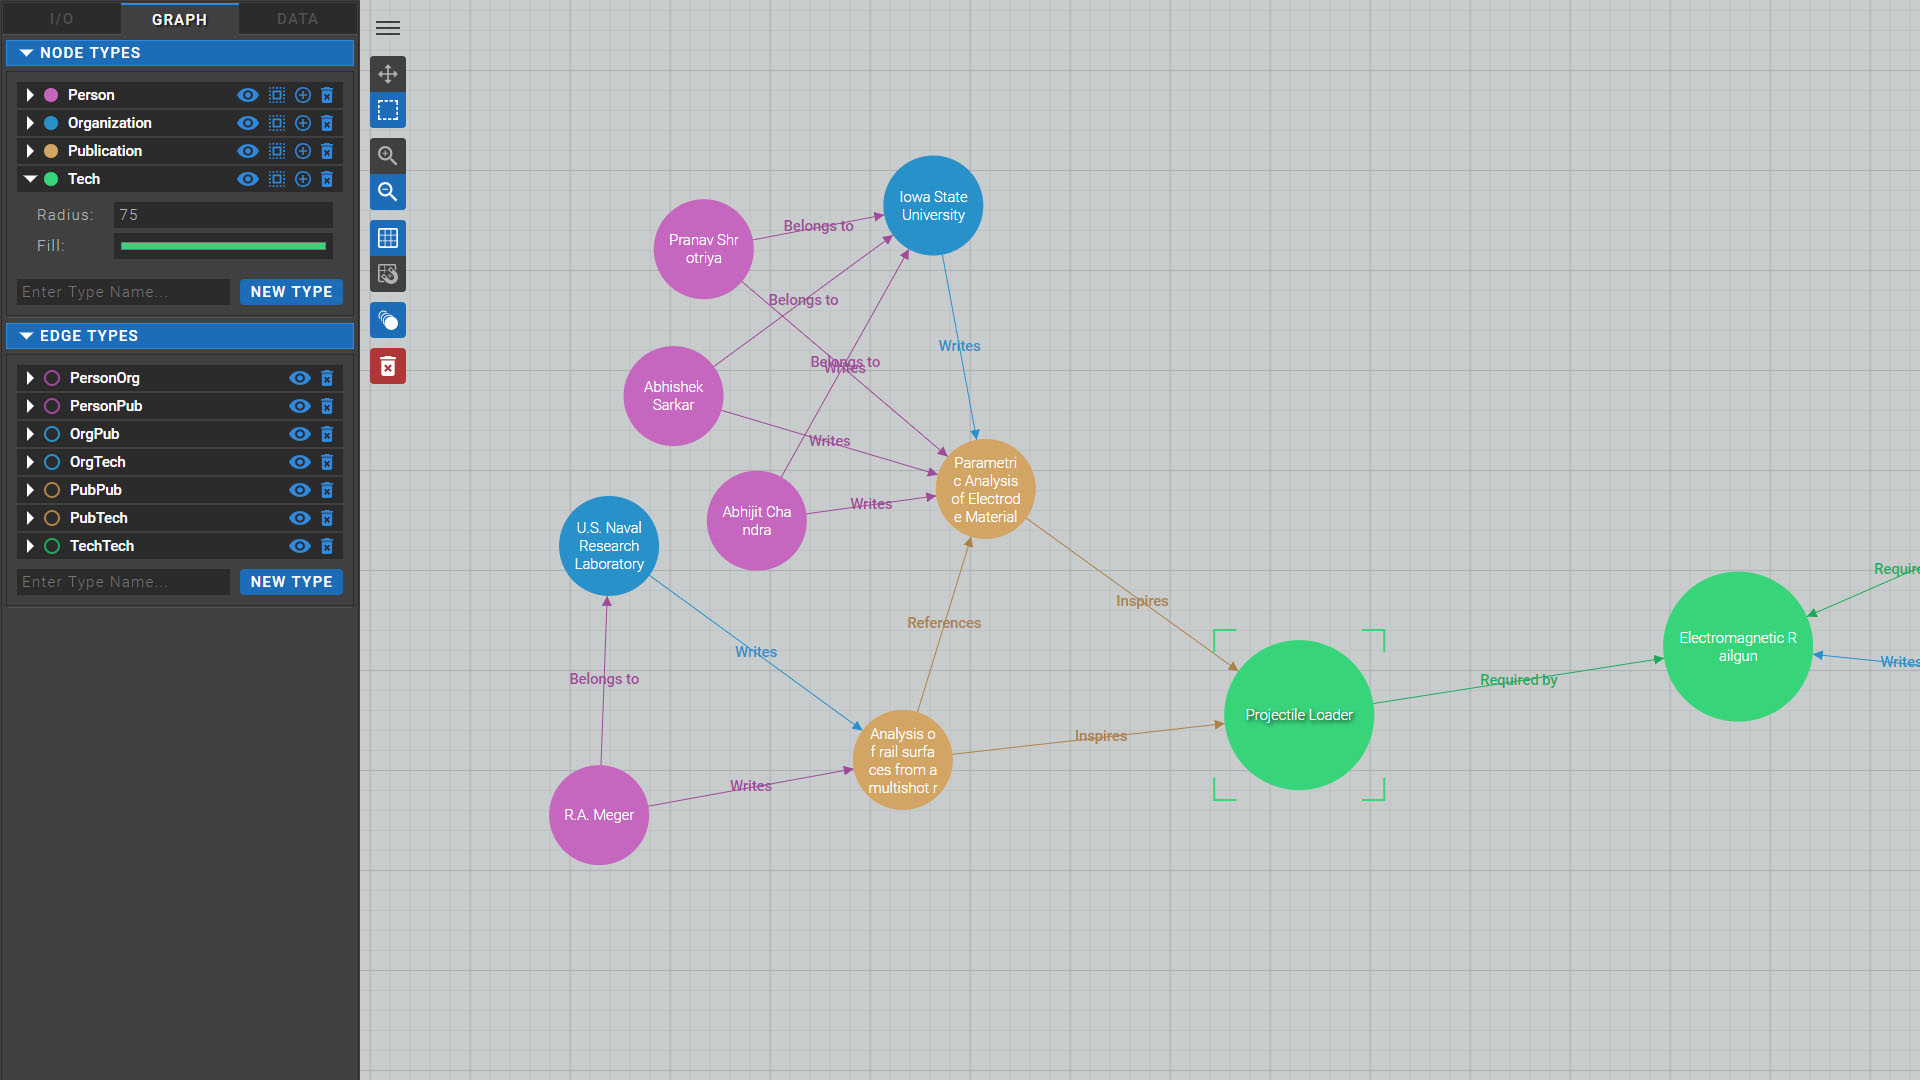 I/O
GRAPH
DATA
NODE TYPES
Person
Organization
Publication
Tech
Radius:
75
Fill:
Enter Type Name...
NEW TYPE
EDGE TYPES
PersonOrg
PersonPub
OrgPub
OrgTech
PubPub
PubTech
TechTech
Enter Type Name...
NEW TYPE
Iowa State
University
Pranav Shr
otriya
Belongs to
Belongs to
Belongs to
Writes
Writes
Abhishek
Sarkar
Writes
Parametri
c Analysis
of Electrod
e Material
Abhijit Cha
ndra
Writes
U.S. Naval
Research
Laboratory
Writes
References
Inspires
Belongs to
Analysis o
f rail surfa
ces from a
multishot r
Inspires
Writes
R.A. Meger
Projectile Loader
Required by
Electromagnetic R
ailgun
Require
Writes